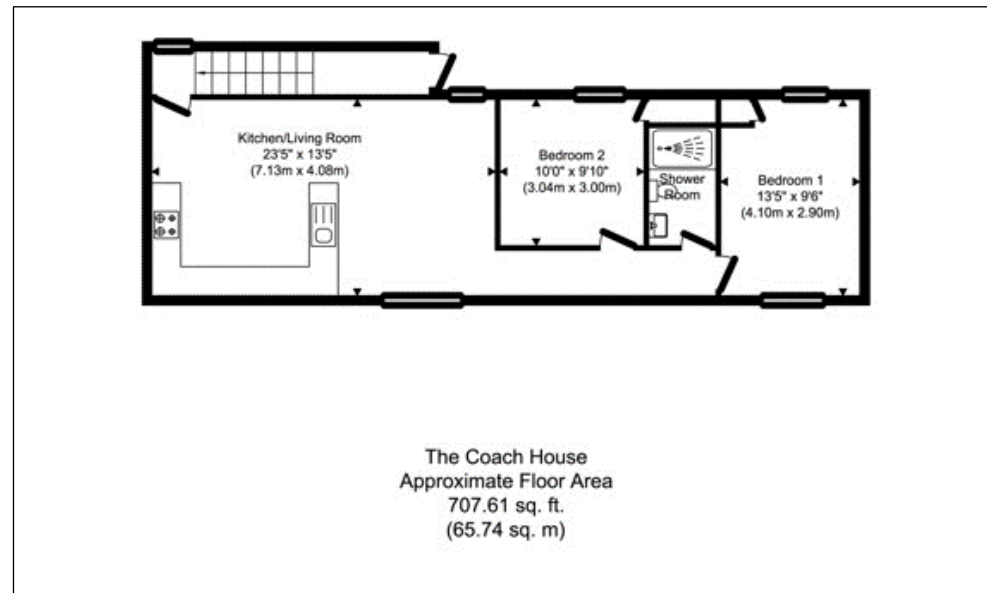 Kitchen/Living Room
23'5" x 13'5"
(7.13m x 4.08m)
Bedroom 2
10'0" x 9'10"
(3.04m x 3.00m)
Shower
Room
Bedroom 1
13'5" x 9'6"
(4.10m x 2.90m)
The Coach House
Approximate Floor Area
707.61 sq. ft.
(65.74 sq. m)